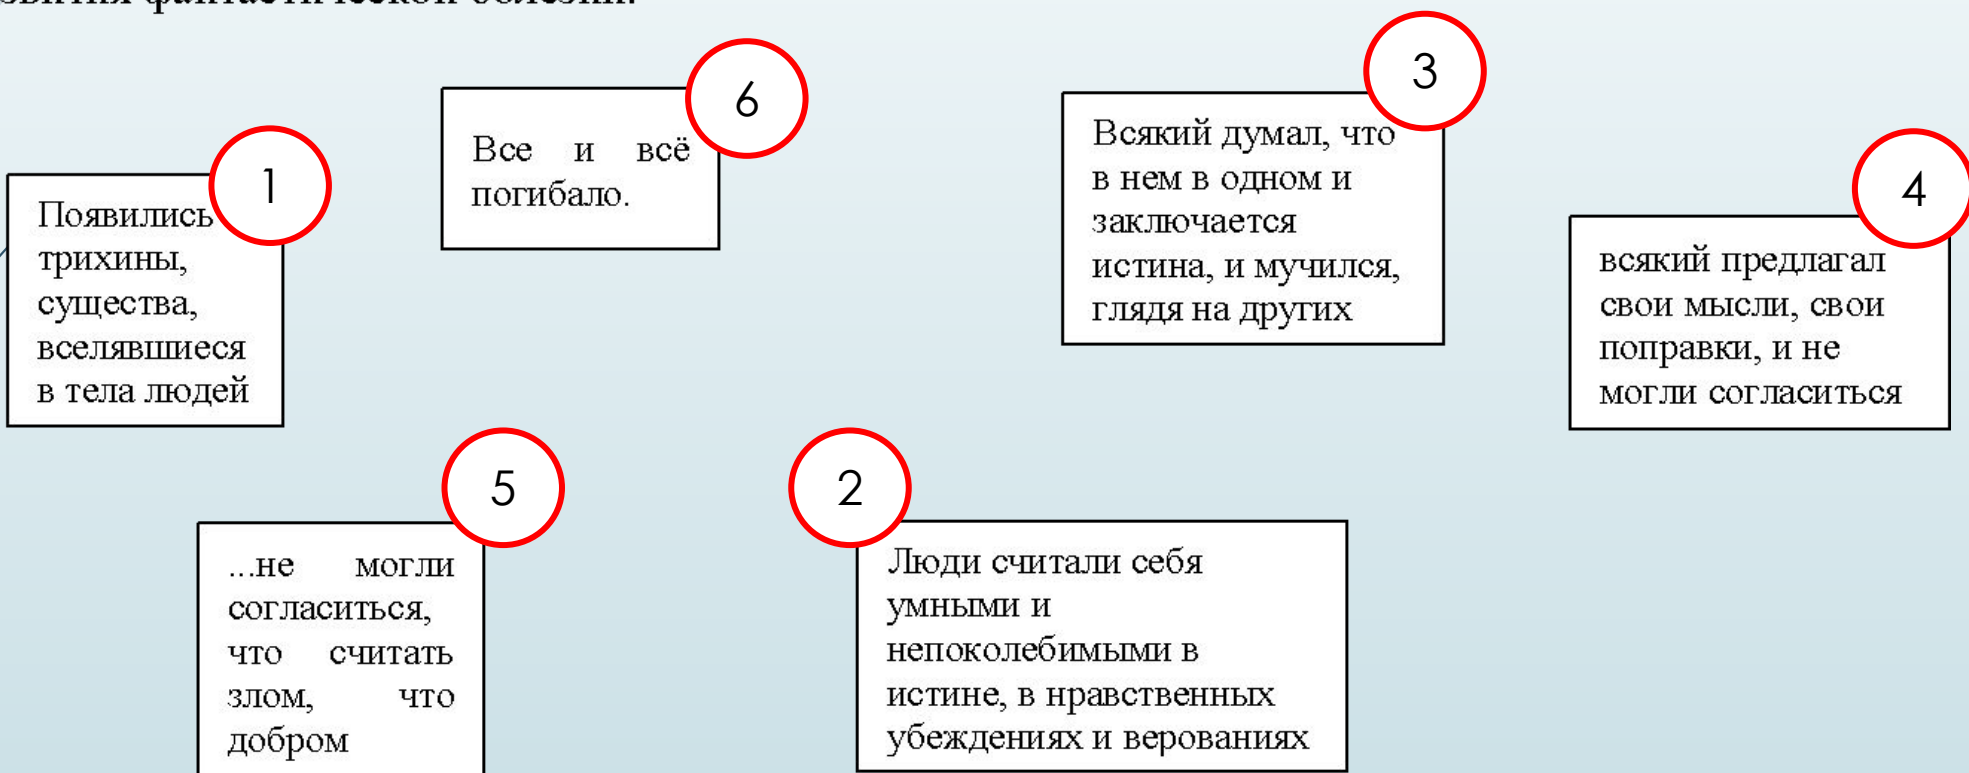 фантастической болезни.
6
Все и всё
погибало.
3
Всякий думал, что
в нем в одном и
заключается
истина, и мучился,
глядя на других
1
Появились
трихины,
существа,
вселявшиеся
в тела людей
4
всякий предлагал
свои мысли, свои
поправки, и не
могли согласиться
5
...не могли
согласиться,
что считать
злом, что
добром
2
Люди считали себя
умными и
непоколебимыми в
истине, в нравственных
убеждениях и верованиях